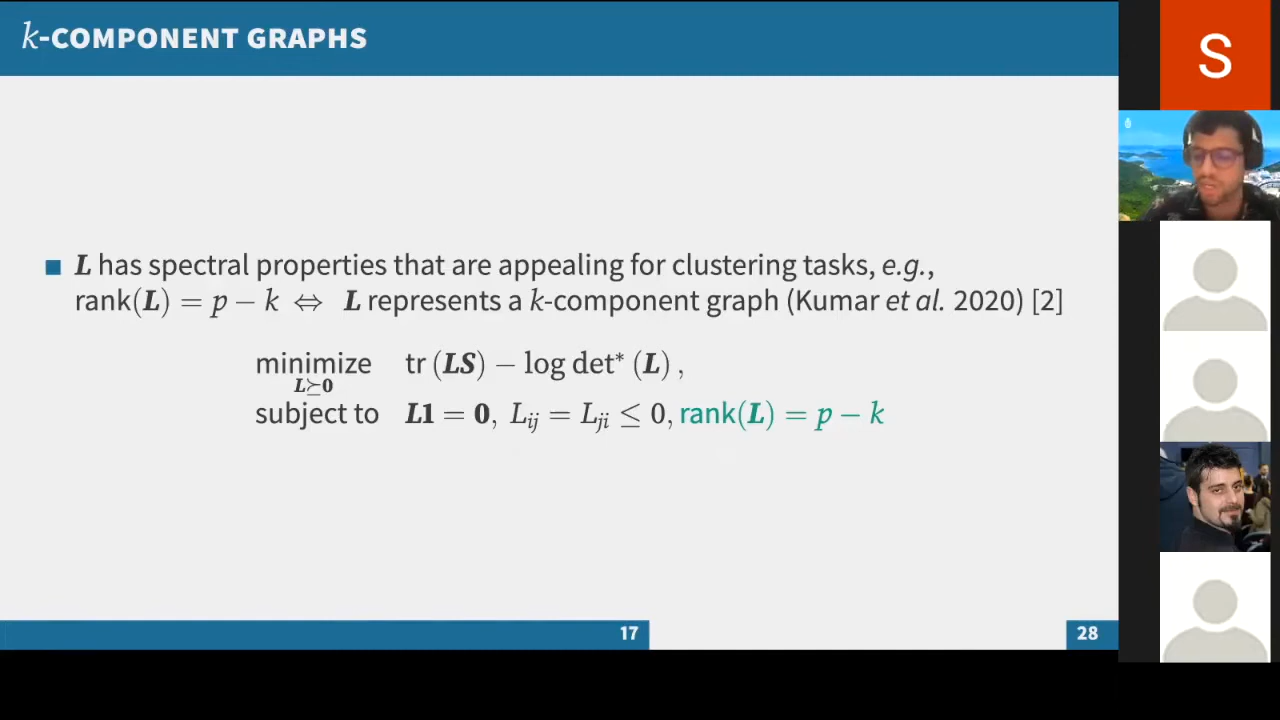 k-COMPONENT GRAPHS
S
■ L has spectral properties that are appealing for clustering tasks, e.g.,
rank(L) = p − k ⇔ L represents a k-component graph (Kumar et al. 2020) [2]
minimize tr (LS) − log det* (L) ,
L⪰0
subject to L1 = 0, Lij = Lji ≤ 0, rank(L) = p − k
17
28